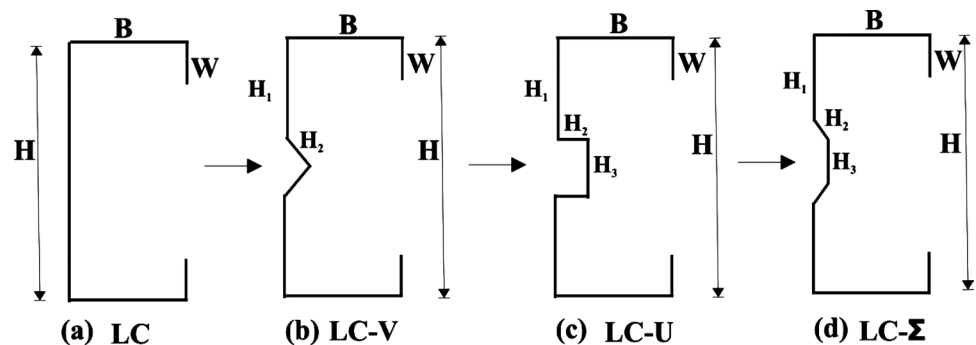 B
W
H
(a) LC
B
W
H₁
H₂
H
(b) LC-V
B
W
H₁
H₂
H₃
H
(c) LC-U
B
W
H₁
H₂
H₃
H
(d) LC-Σ